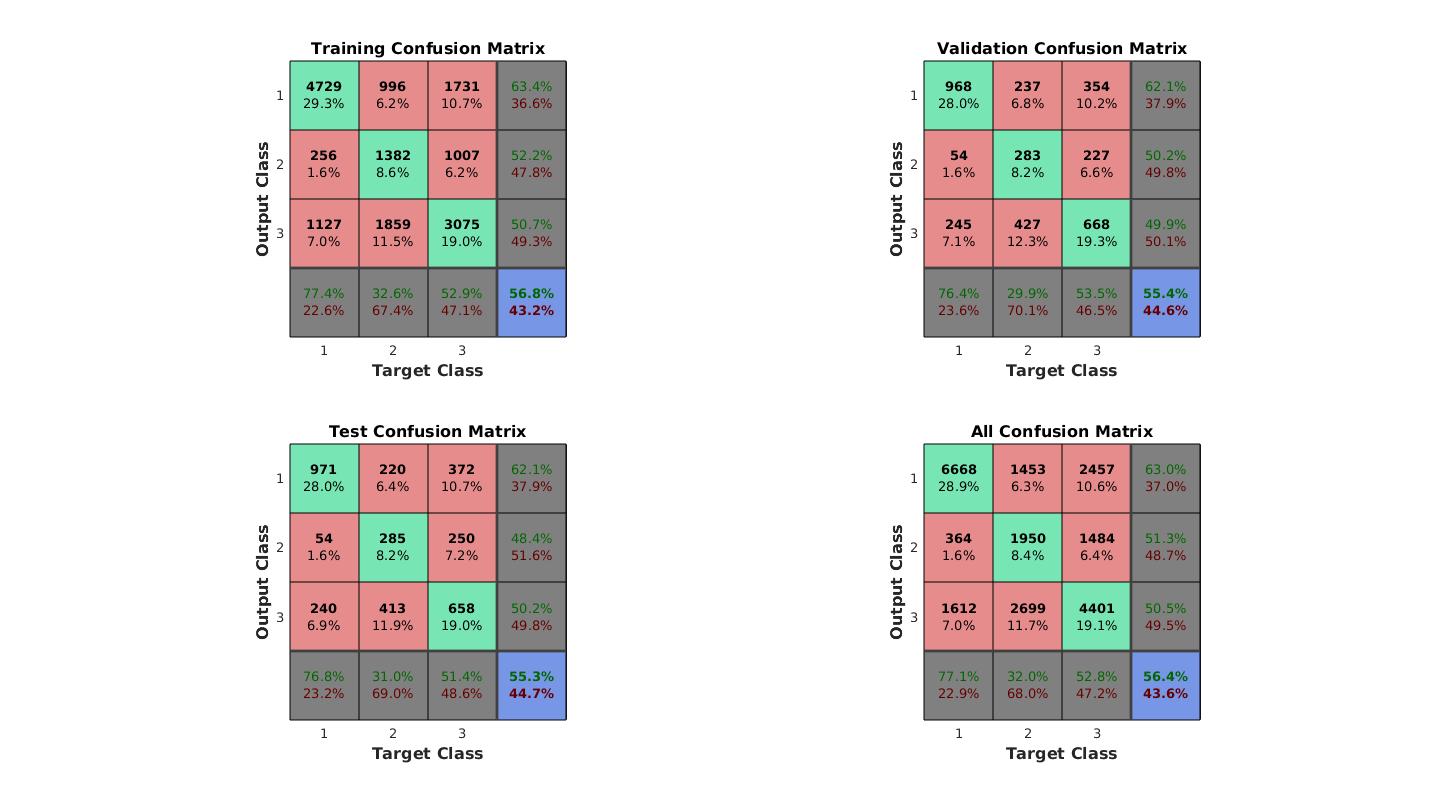 Training Confusion Matrix
4729 996 1731 63.4%
29.3% 6.2% 10.7% 36.6%
1
256 1382 1007 52.2%
1.6% 8.6% 6.2% 47.8%
2
1127 1859 3075 50.7%
7.0% 11.5% 19.0% 49.3%
3
77.4% 32.6% 52.9% 56.8%
22.6% 67.4% 47.1% 43.2%
1 2 3
Output Class
Target Class
Validation Confusion Matrix
968 237 354 62.1%
28.0% 6.8% 10.2% 37.9%
1
54 283 227 50.2%
1.6% 8.2% 6.6% 49.8%
2
245 427 668 49.9%
7.1% 12.3% 19.3% 50.1%
3
76.4% 29.9% 53.5% 55.4%
23.6% 70.1% 46.5% 44.6%
1 2 3
Output Class
Target Class
Test Confusion Matrix
971 220 372 62.1%
28.0% 6.4% 10.7% 37.9%
1
54 285 250 48.4%
1.6% 8.2% 7.2% 51.6%
2
240 413 658 50.2%
6.9% 11.9% 19.0% 49.8%
3
76.8% 31.0% 51.4% 55.3%
23.2% 69.0% 48.6% 44.7%
1 2 3
Output Class
Target Class
All Confusion Matrix
6668 1453 2457 63.0%
28.9% 6.3% 10.6% 37.0%
1
364 1950 1484 51.3%
1.6% 8.4% 6.4% 48.7%
2
1612 2699 4401 50.5%
7.0% 11.7% 19.1% 49.5%
3
77.1% 32.0% 52.8% 56.4%
22.9% 68.0% 47.2% 43.6%
1 2 3
Output Class
Target Class